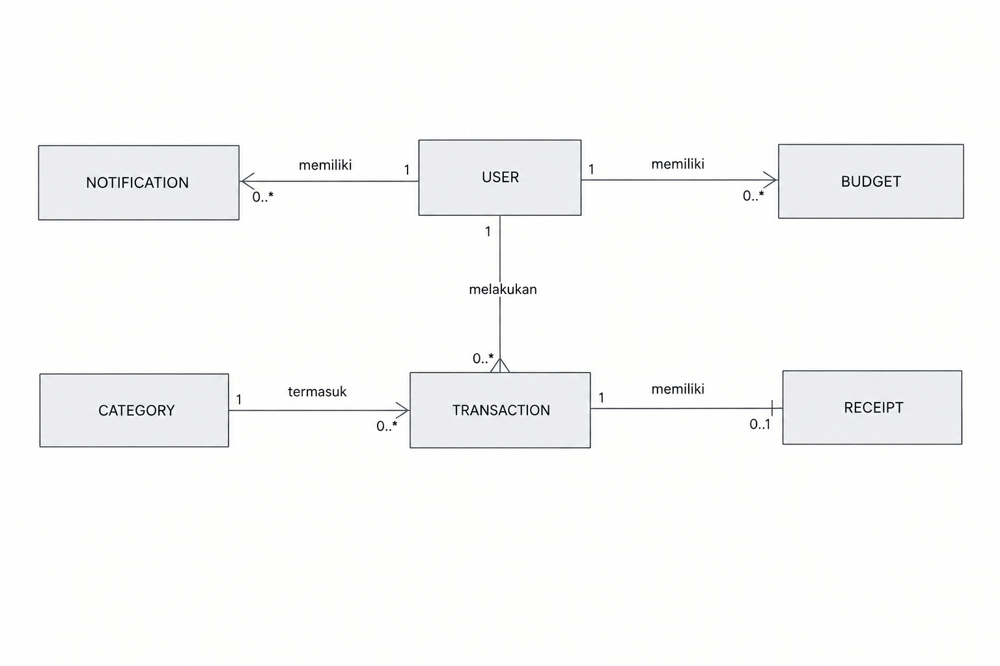 NOTIFICATION
memiliki
1
0..*
USER
1
memiliki
0..*
BUDGET
1
melakukan
0..*
CATEGORY
1
termasuk
0..*
TRANSACTION
1
memiliki
0..1
RECEIPT